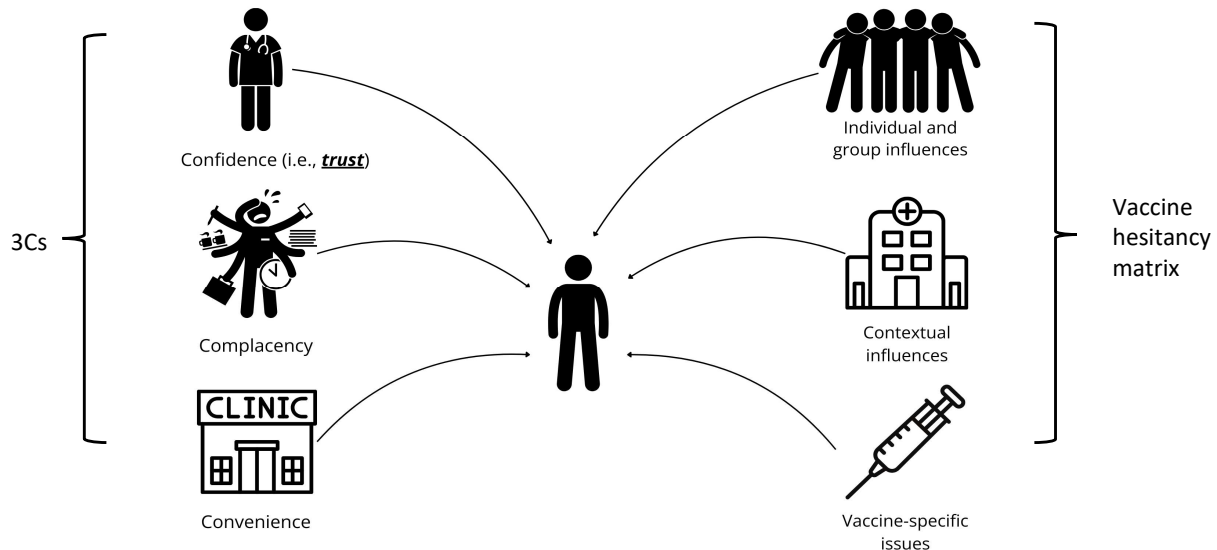 3Cs
Confidence (i.e., trust)
Complacency
CLINIC
Convenience
Individual and
group influences
Contextual
influences
Vaccine-specific
issues
Vaccine
hesitancy
matrix